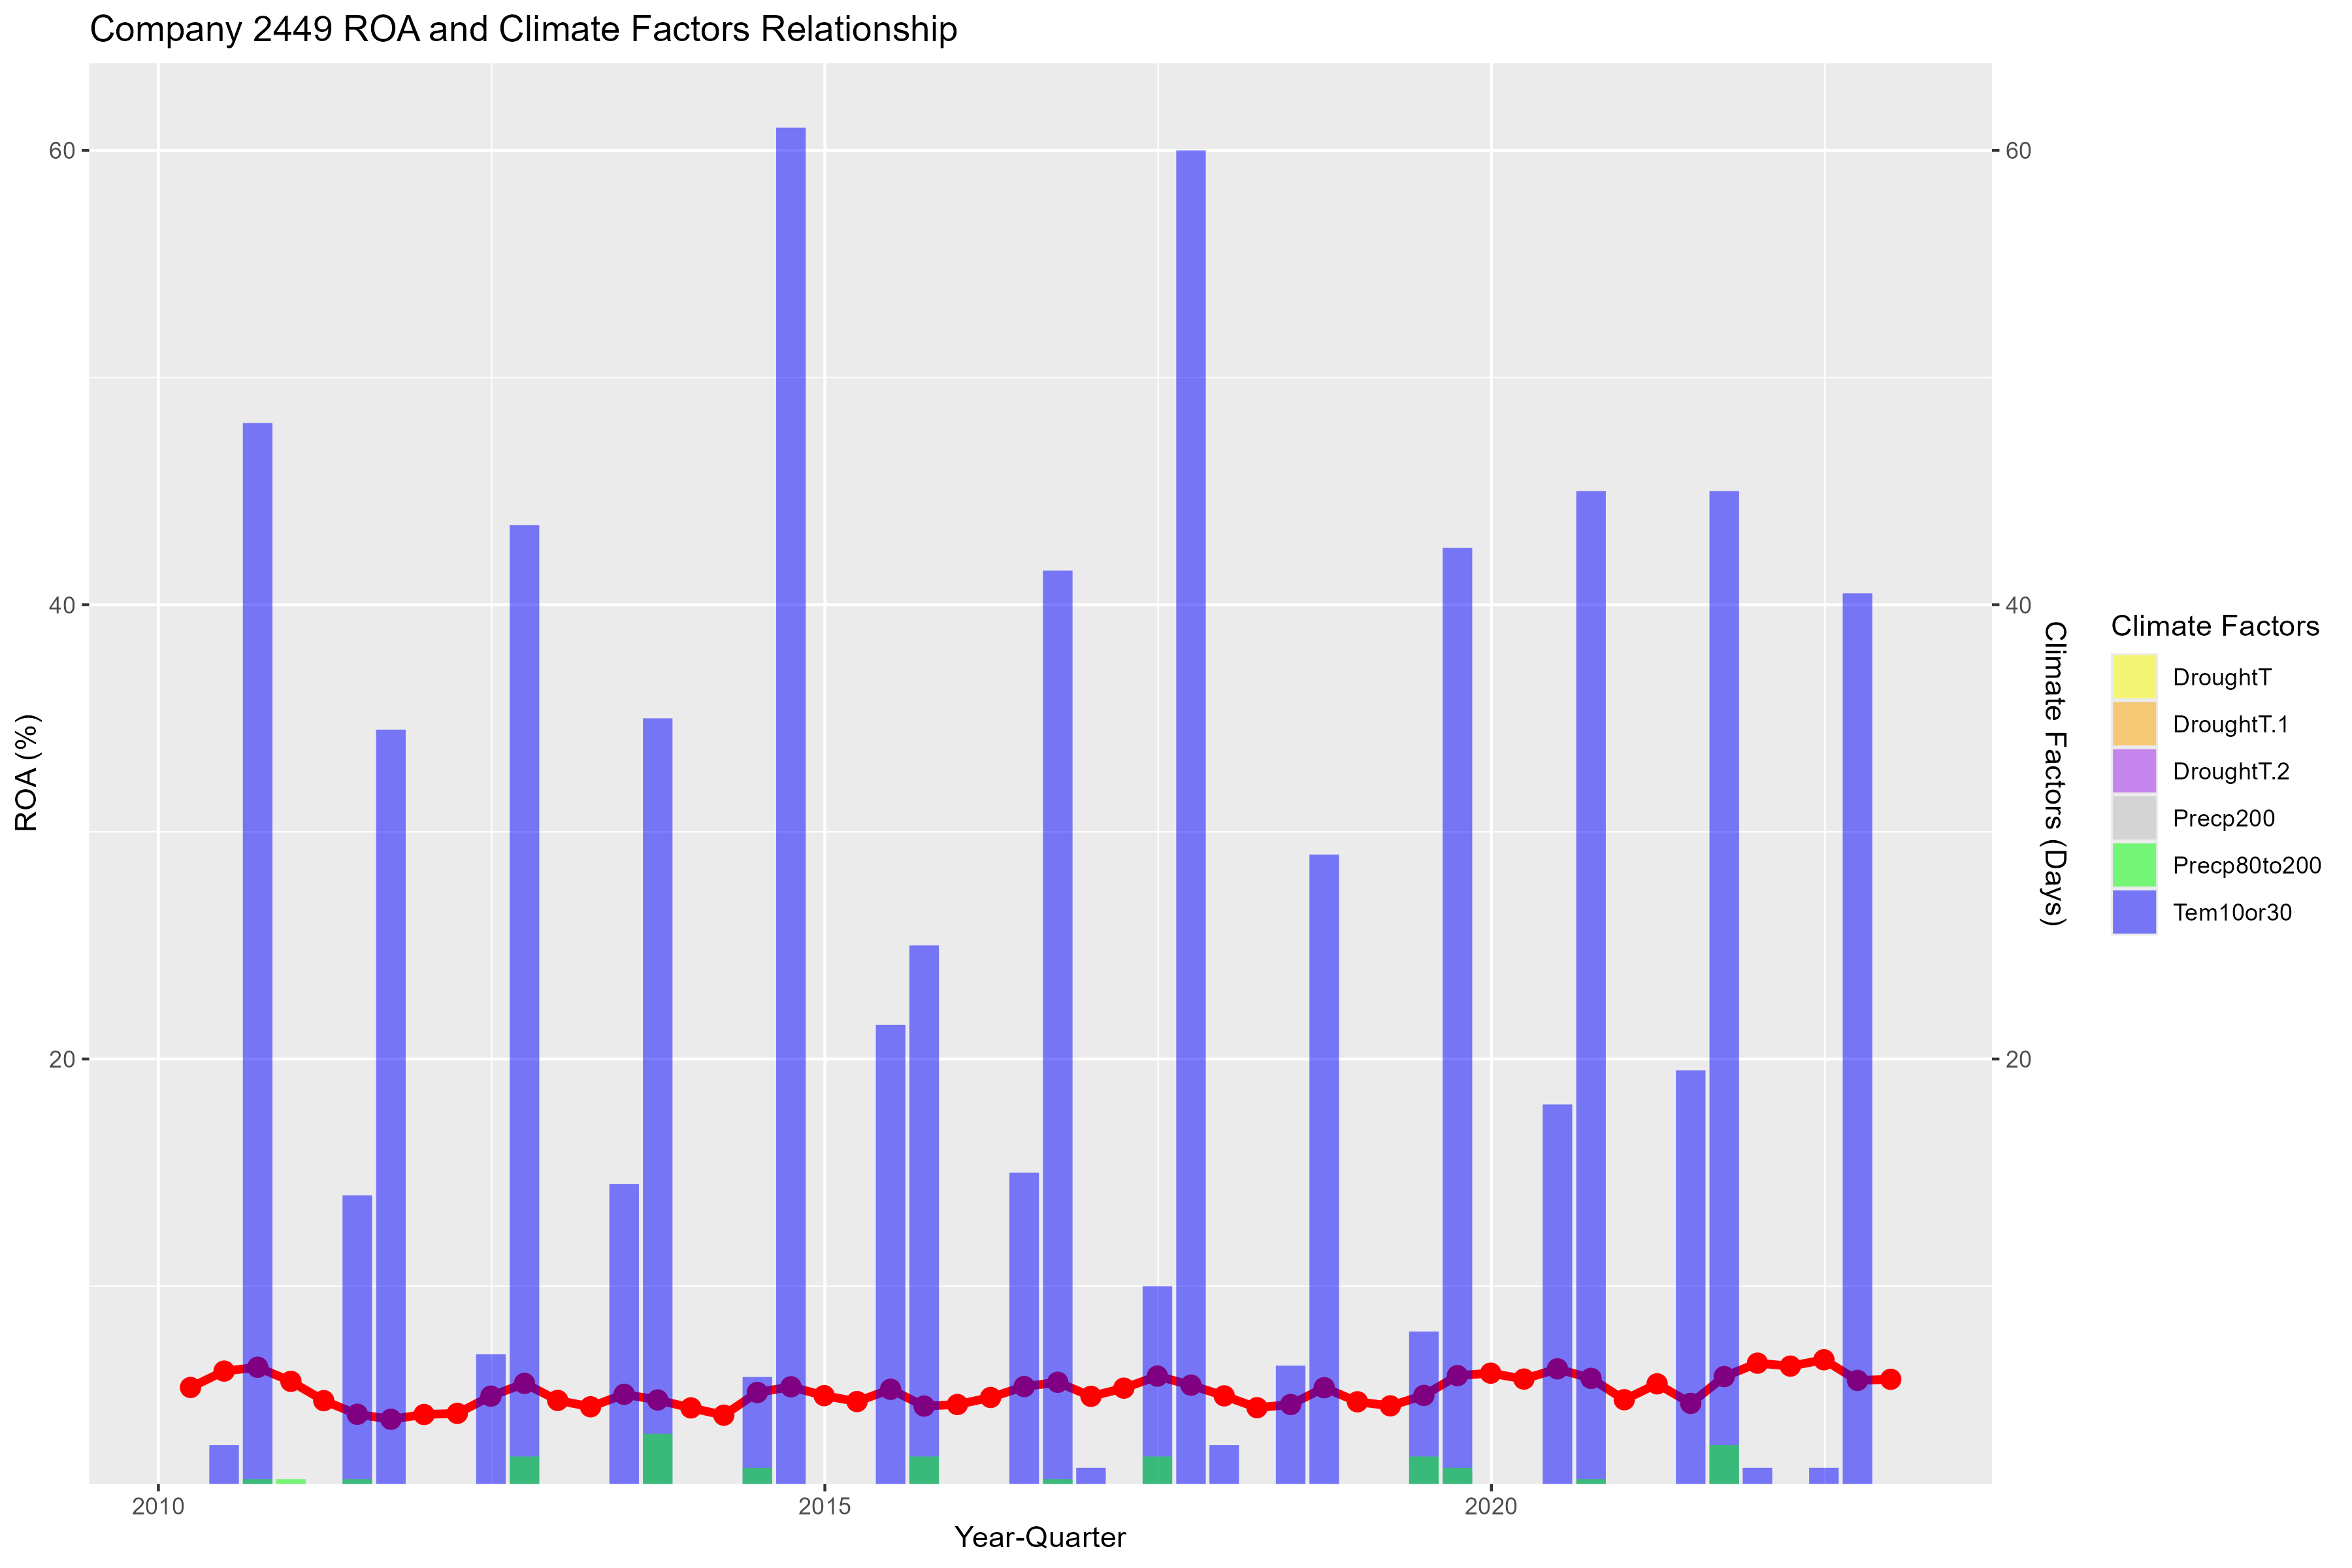 Company 2449 ROA and Climate Factors Relationship
60
40
20
ROA (%)
60
40
20
Climate Factors (Days)
2010
2015
2020
Year-Quarter
Climate Factors
DroughtT
DroughtT.1
DroughtT.2
Precp200
Precp80to200
Tem10or30